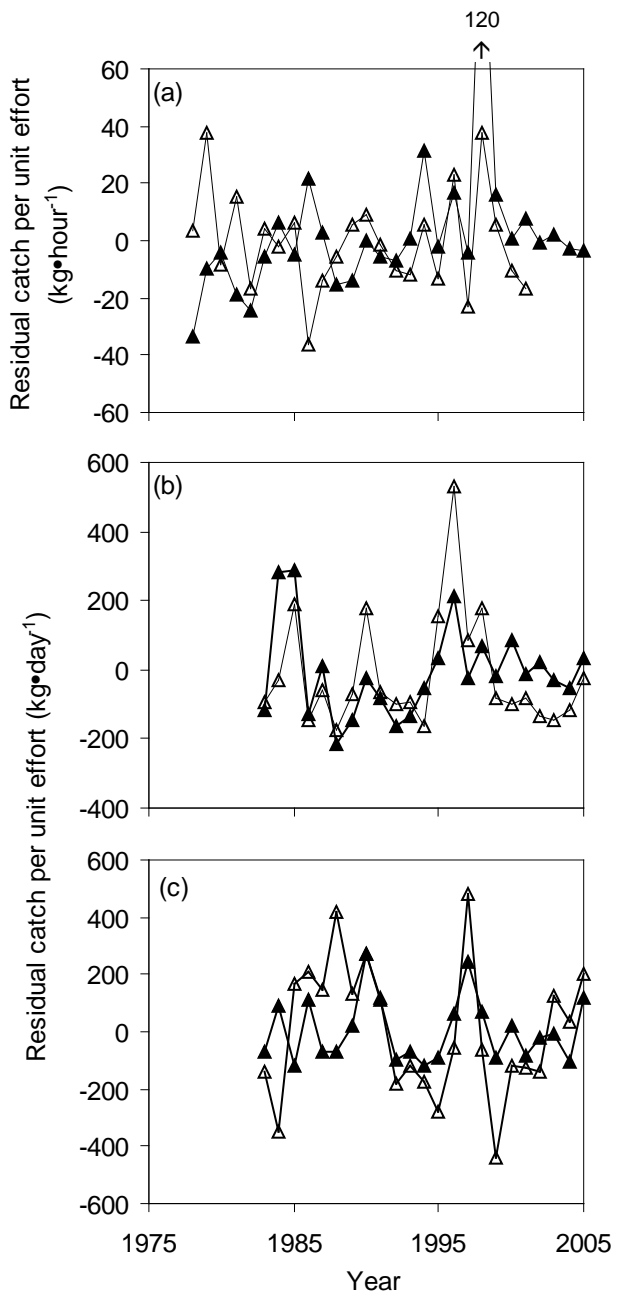 120
↑
Residual catch per unit effort
(kg•hour⁻¹)
(a)
60
40
20
0
-20
-40
-60
Residual catch per unit effort (kg•day⁻¹)
(b)
600
400
200
0
-200
-400
(c)
600
400
200
0
-200
-400
-600
1975 1985 1995 2005
Year